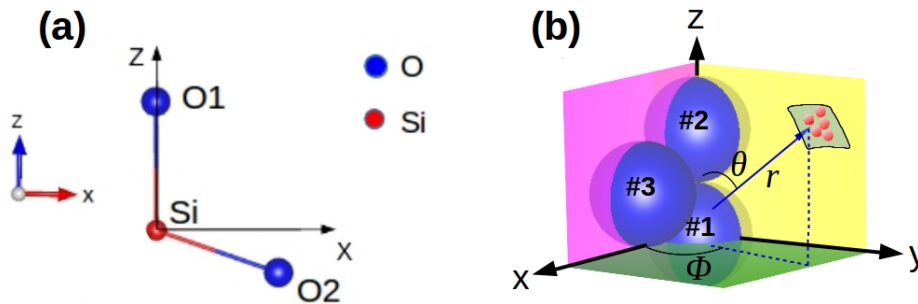 (a)
Z
O1
O
Si
z
x
Si
X
O2
(b)
z
#2
θ
r
#3
#1
Φ
x
y